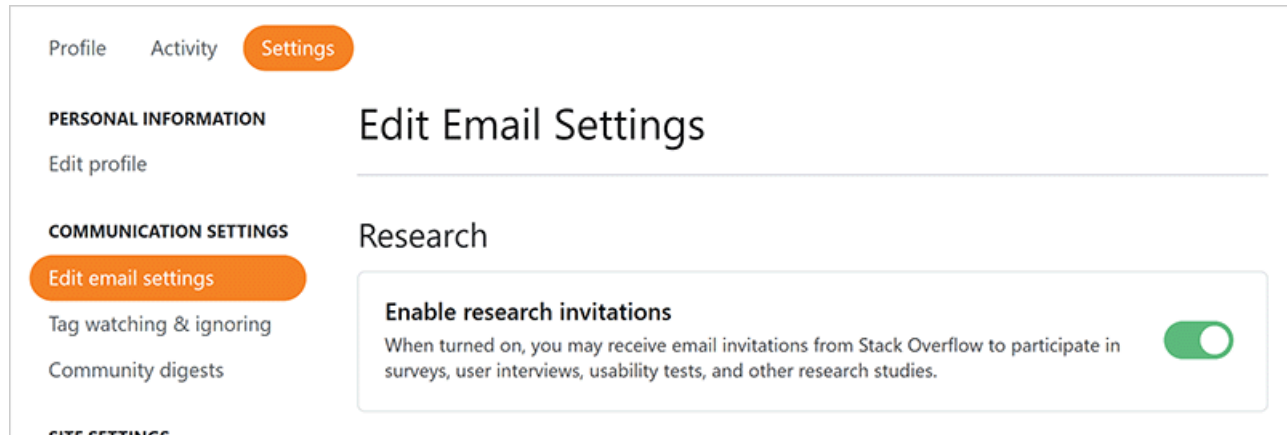 Profile Activity Settings
PERSONAL INFORMATION
Edit profile
COMMUNICATION SETTINGS
Edit email settings
Tag watching & ignoring
Community digests
SITE SETTINGS
Edit Email Settings
Research
Enable research invitations
When turned on, you may receive email invitations from Stack Overflow to participate in
surveys, user interviews, usability tests, and other research studies.